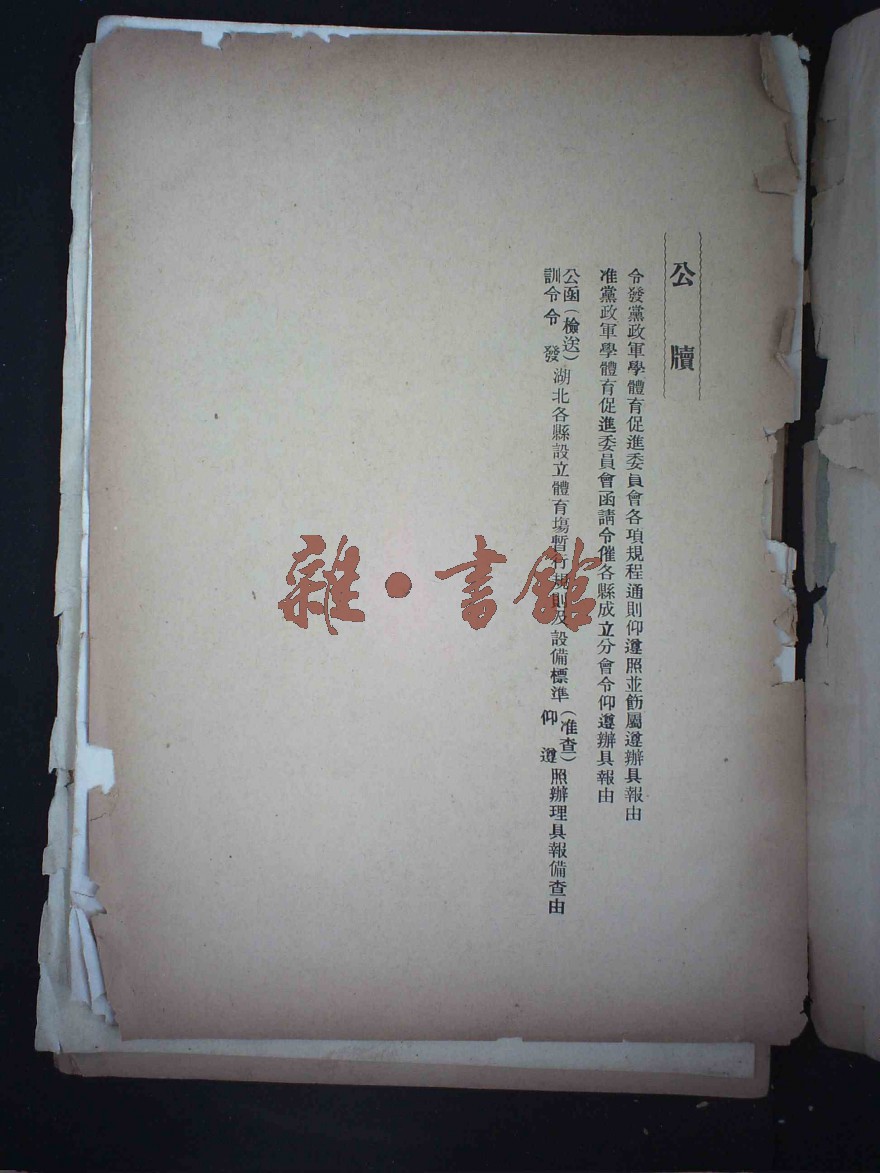 公牘
令發黨政軍學體育促進委員會各項規程通則仰遵照並飭屬遵辦具報由
准黨政軍學體育促進委員會函請令催各縣成立分會令仰遵辦具報由
公函(檢送)
訓令令發
湖北各縣設立體育塲暫行規則及設備標準
(准查)
仰遵
照辦理具報備查由
雜·書館